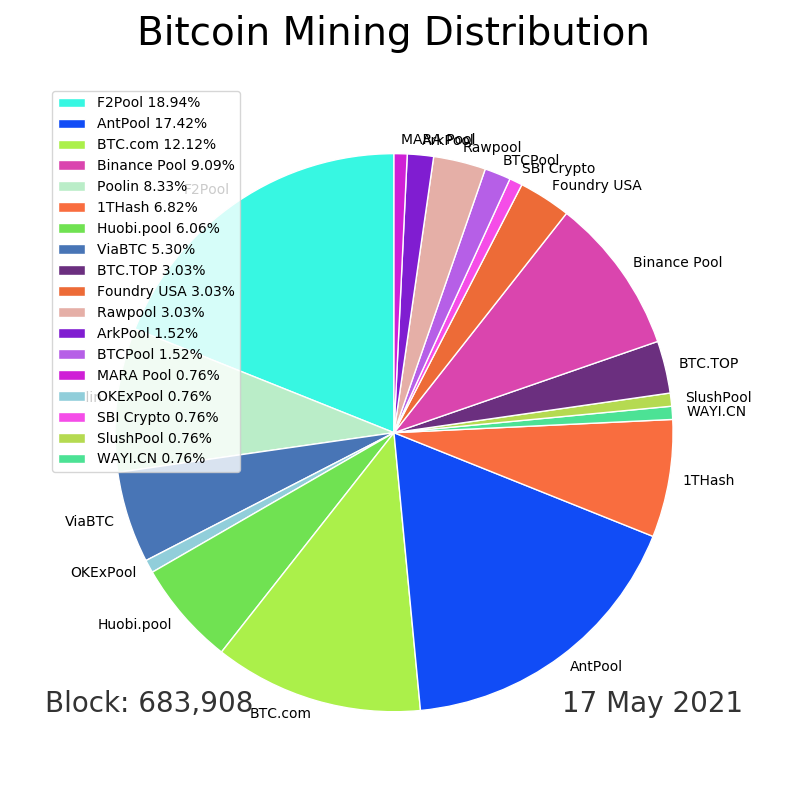 Bitcoin Mining Distribution
F2Pool 18.94%
AntPool 17.42%
BTC.com 12.12%
Binance Pool 9.09%
Poolin 8.33%
1THash 6.82%
Huobi.pool 6.06%
ViaBTC 5.30%
BTC.TOP 3.03%
Foundry USA 3.03%
Rawpool 3.03%
ArkPool 1.52%
BTCPool 1.52%
MARA Pool 0.76%
OKExPool 0.76%
SBI Crypto 0.76%
SlushPool 0.76%
WAYI.CN 0.76%
MARA Pool
ArkPool
Rawpool
BTCPool
SBI Crypto
Foundry USA
F2Pool
Binance Pool
BTC.TOP
SlushPool
WAYI.CN
1THash
ViaBTC
OKExPool
Huobi.pool
AntPool
BTC.com
Block: 683,908
17 May 2021